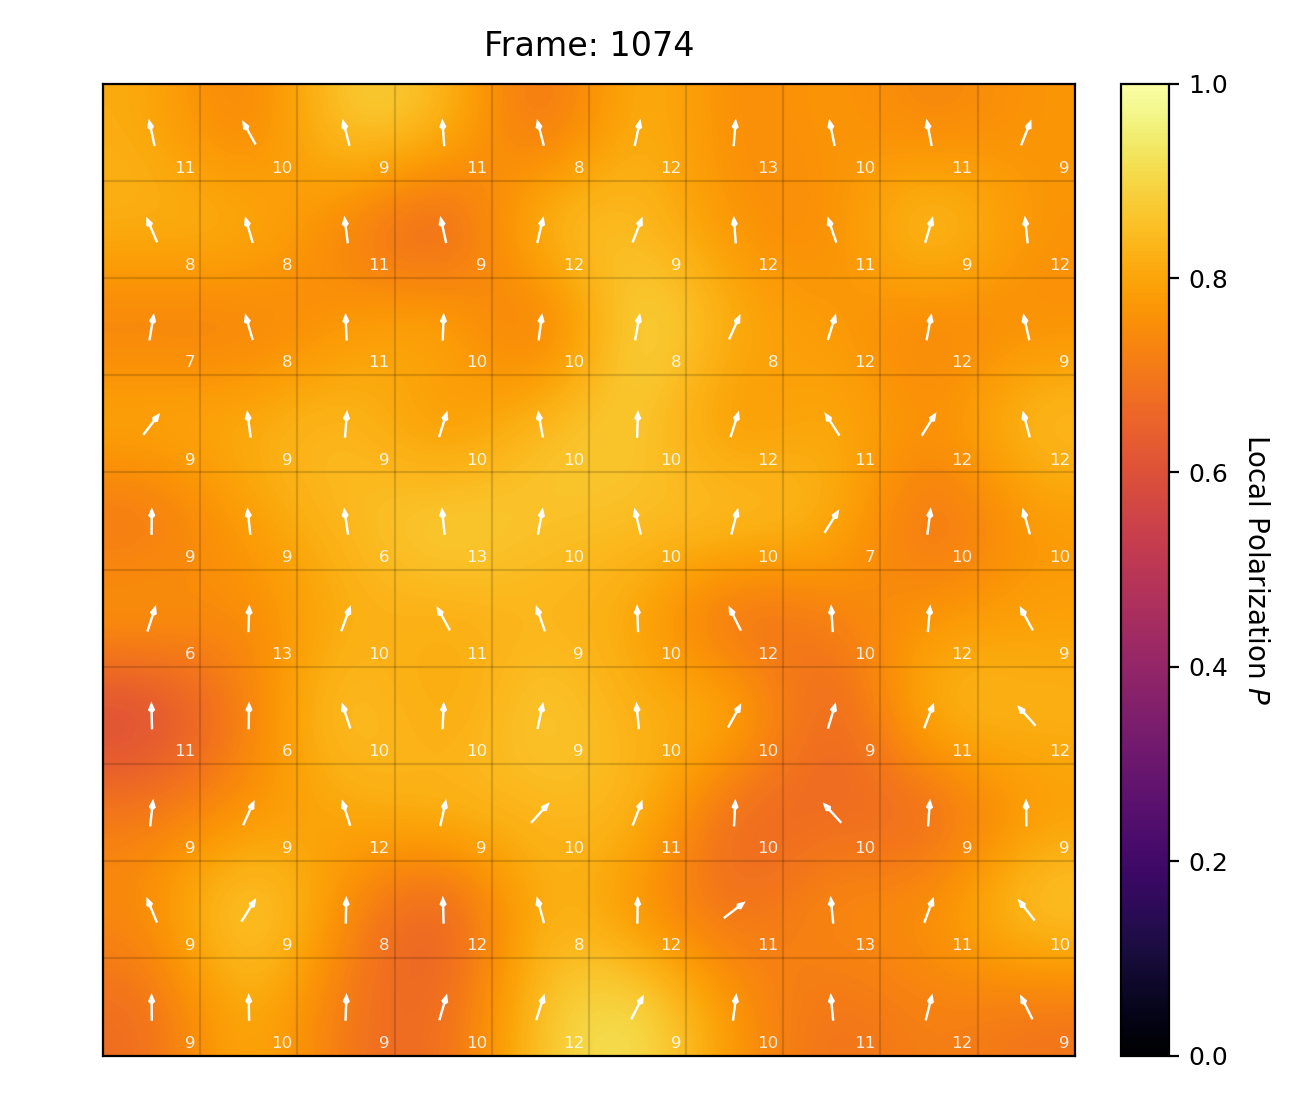 Frame: 1074
11 10 9 11 8 12 13 10 11 9
8 8 11 9 12 9 12 11 9 12
7 8 11 10 10 8 8 12 12 9
9 9 9 10 10 10 12 11 12 12
9 9 6 13 10 10 10 7 10 10
6 13 10 11 9 10 12 10 12 9
11 6 10 10 9 10 10 9 11 12
9 9 12 9 10 11 10 10 9 9
9 9 8 12 8 12 11 13 11 10
9 10 9 10 12 9 10 11 12 9
1.0
0.8
0.6
0.4
0.2
0.0
Local Polarization P